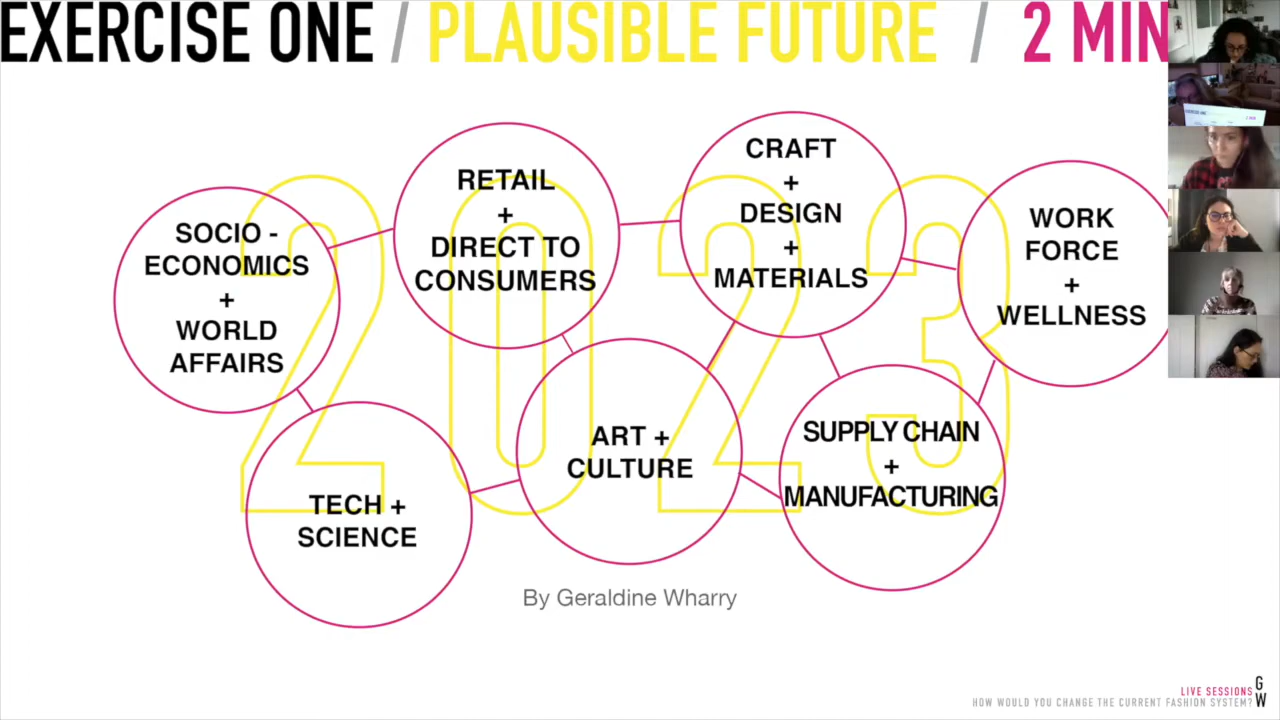 EXERCISE ONE / PLAUSIBLE FUTURE / 2 MIN
2023
SOCIO -
ECONOMICS
+
WORLD
AFFAIRS
RETAIL
+
DIRECT TO
CONSUMERS
CRAFT
+
DESIGN
+
MATERIALS
WORK
FORCE
+
WELLNESS
TECH +
SCIENCE
ART +
CULTURE
SUPPLY CHAIN
+
MANUFACTURING
By Geraldine Wharry
LIVE SESSIONS
HOW WOULD YOU CHANGE THE CURRENT FASHION SYSTEM?
G
W